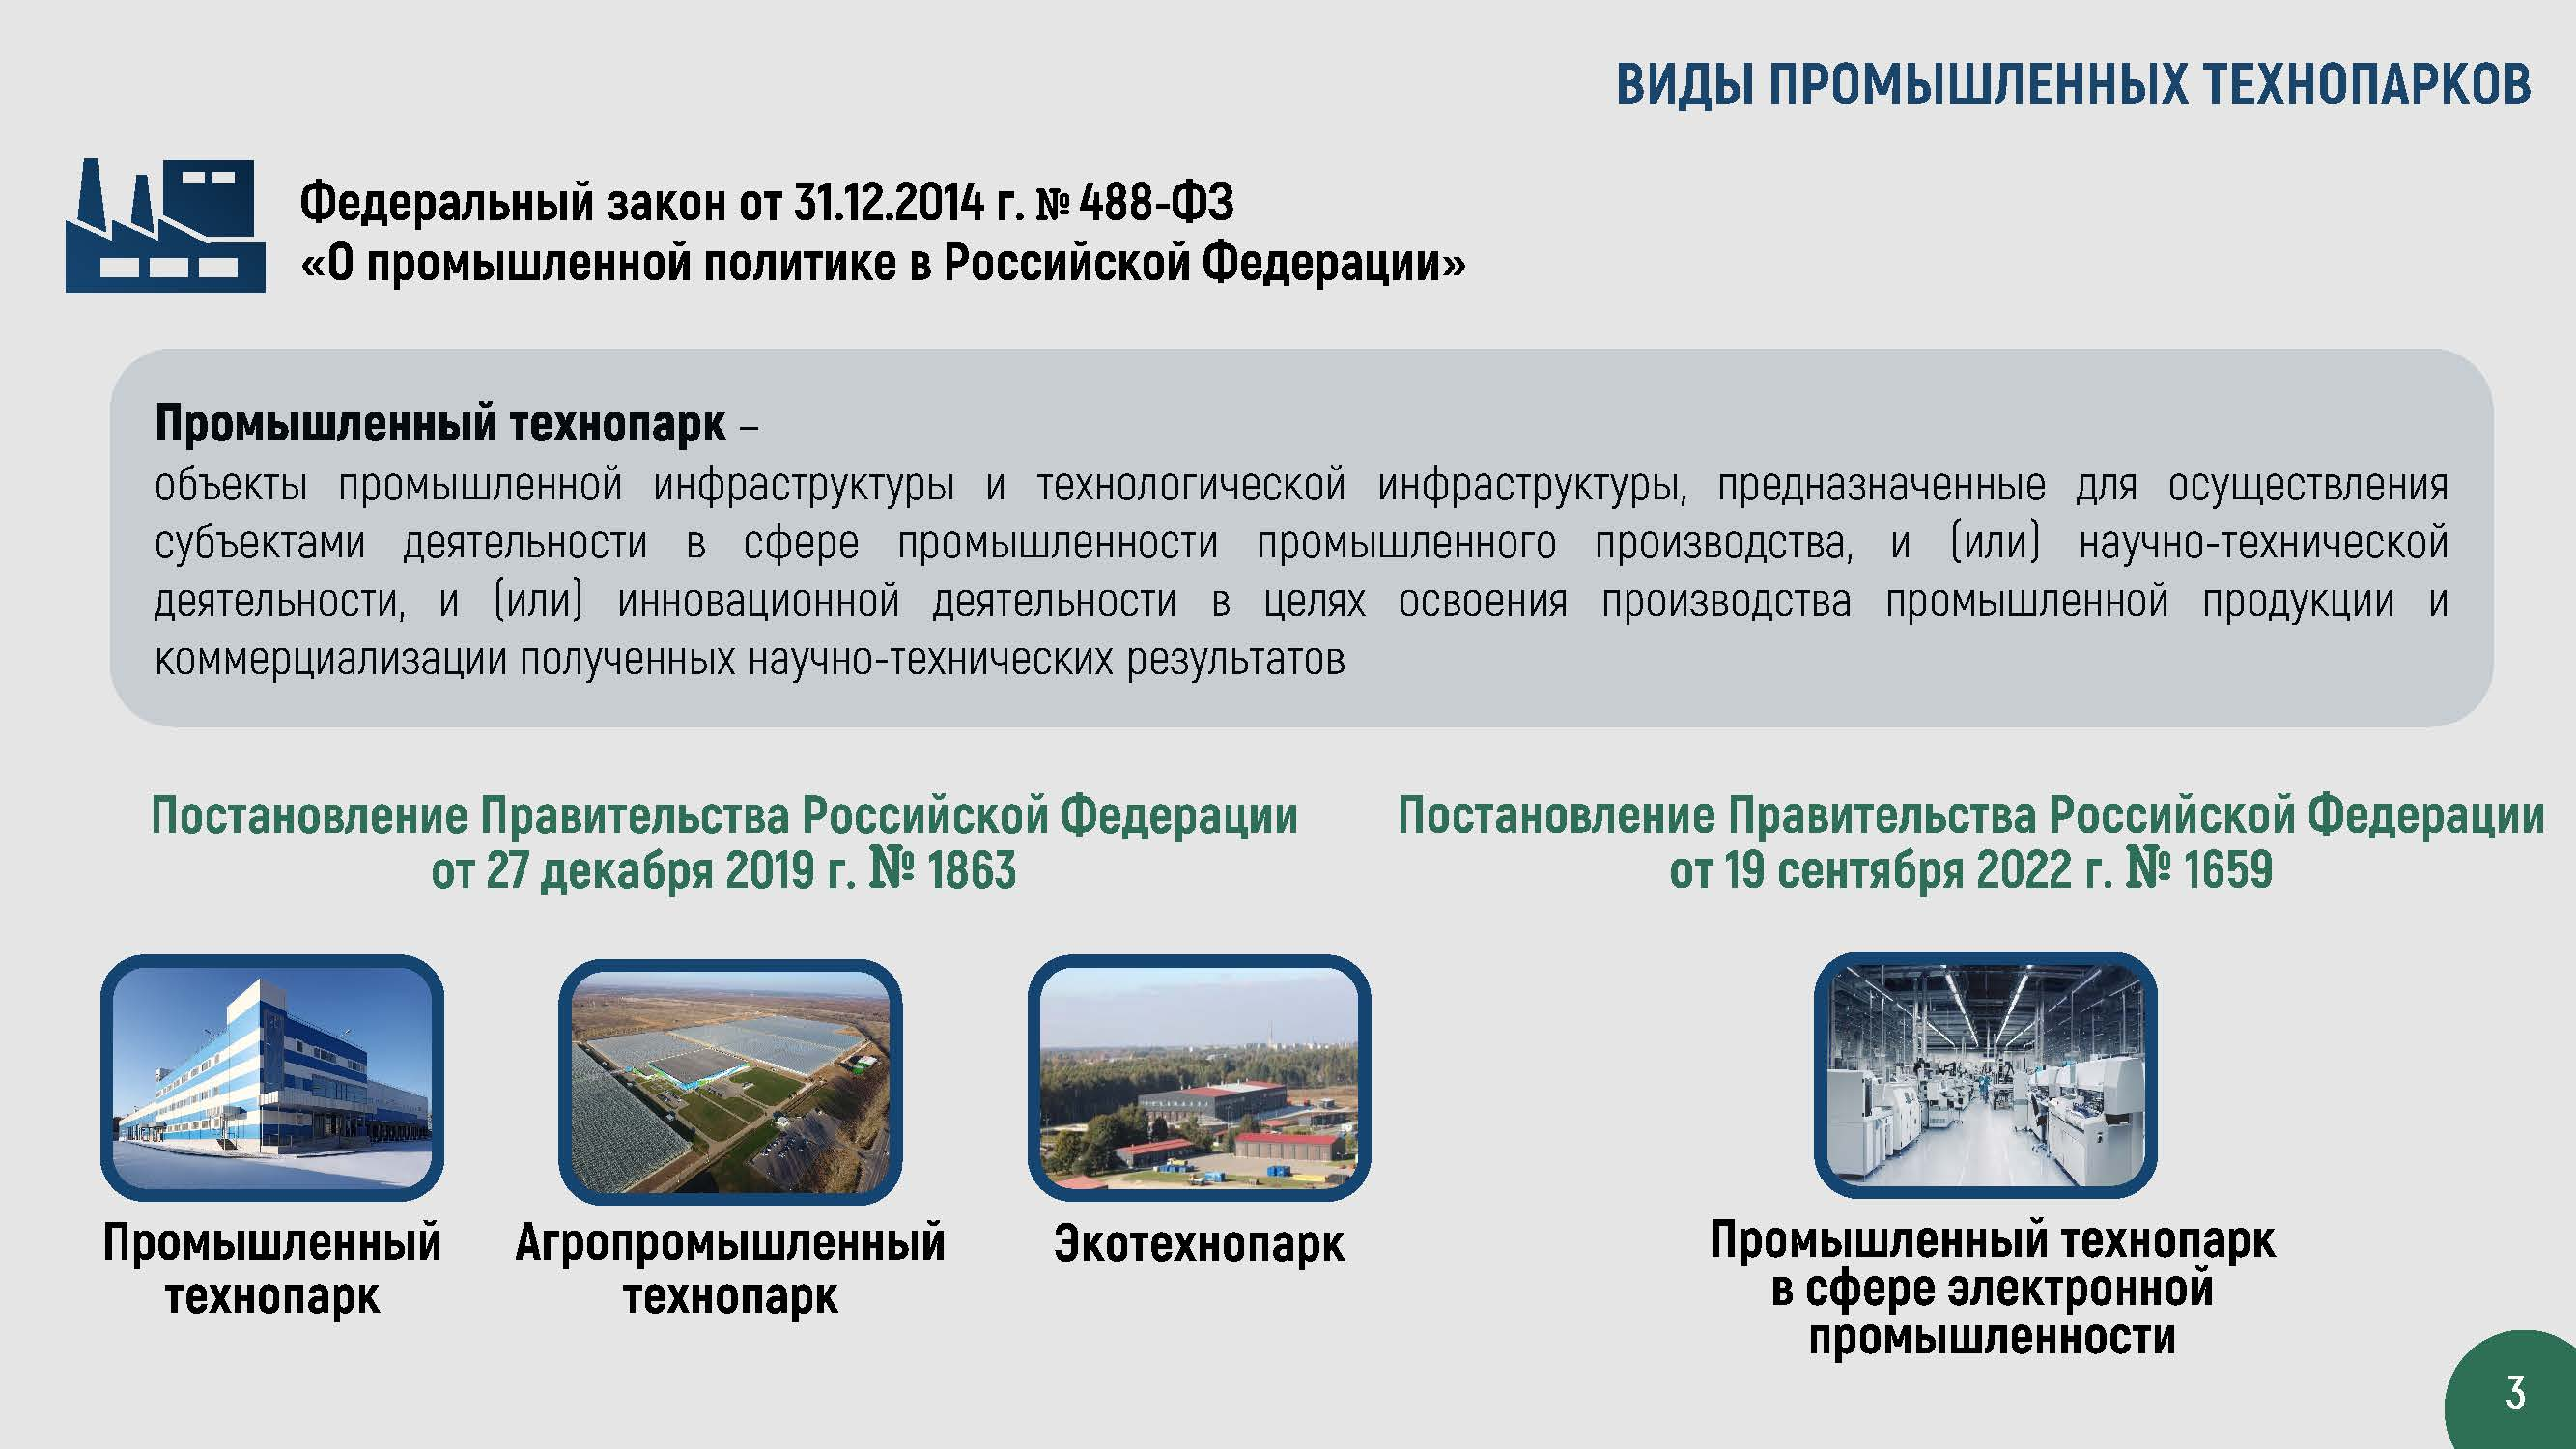 ВИДЫ ПРОМЫШЛЕННЫХ ТЕХНОПАРКОВ
Федеральный закон от 31.12.2014 г. № 488-ФЗ
«О промышленной политике в Российской Федерации»
Промышленный технопарк –
объекты промышленной инфраструктуры и технологической инфраструктуры, предназначенные для осуществления
субъектами деятельности в сфере промышленности промышленного производства, и (или) научно-технической
деятельности, и (или) инновационной деятельности в целях освоения производства промышленной продукции и
коммерциализации полученных научно-технических результатов
Постановление Правительства Российской Федерации
от 27 декабря 2019 г. № 1863
Постановление Правительства Российской Федерации
от 19 сентября 2022 г. № 1659
Промышленный
технопарк
Агропромышленный
технопарк
Экотехнопарк
Промышленный технопарк
в сфере электронной
промышленности
3